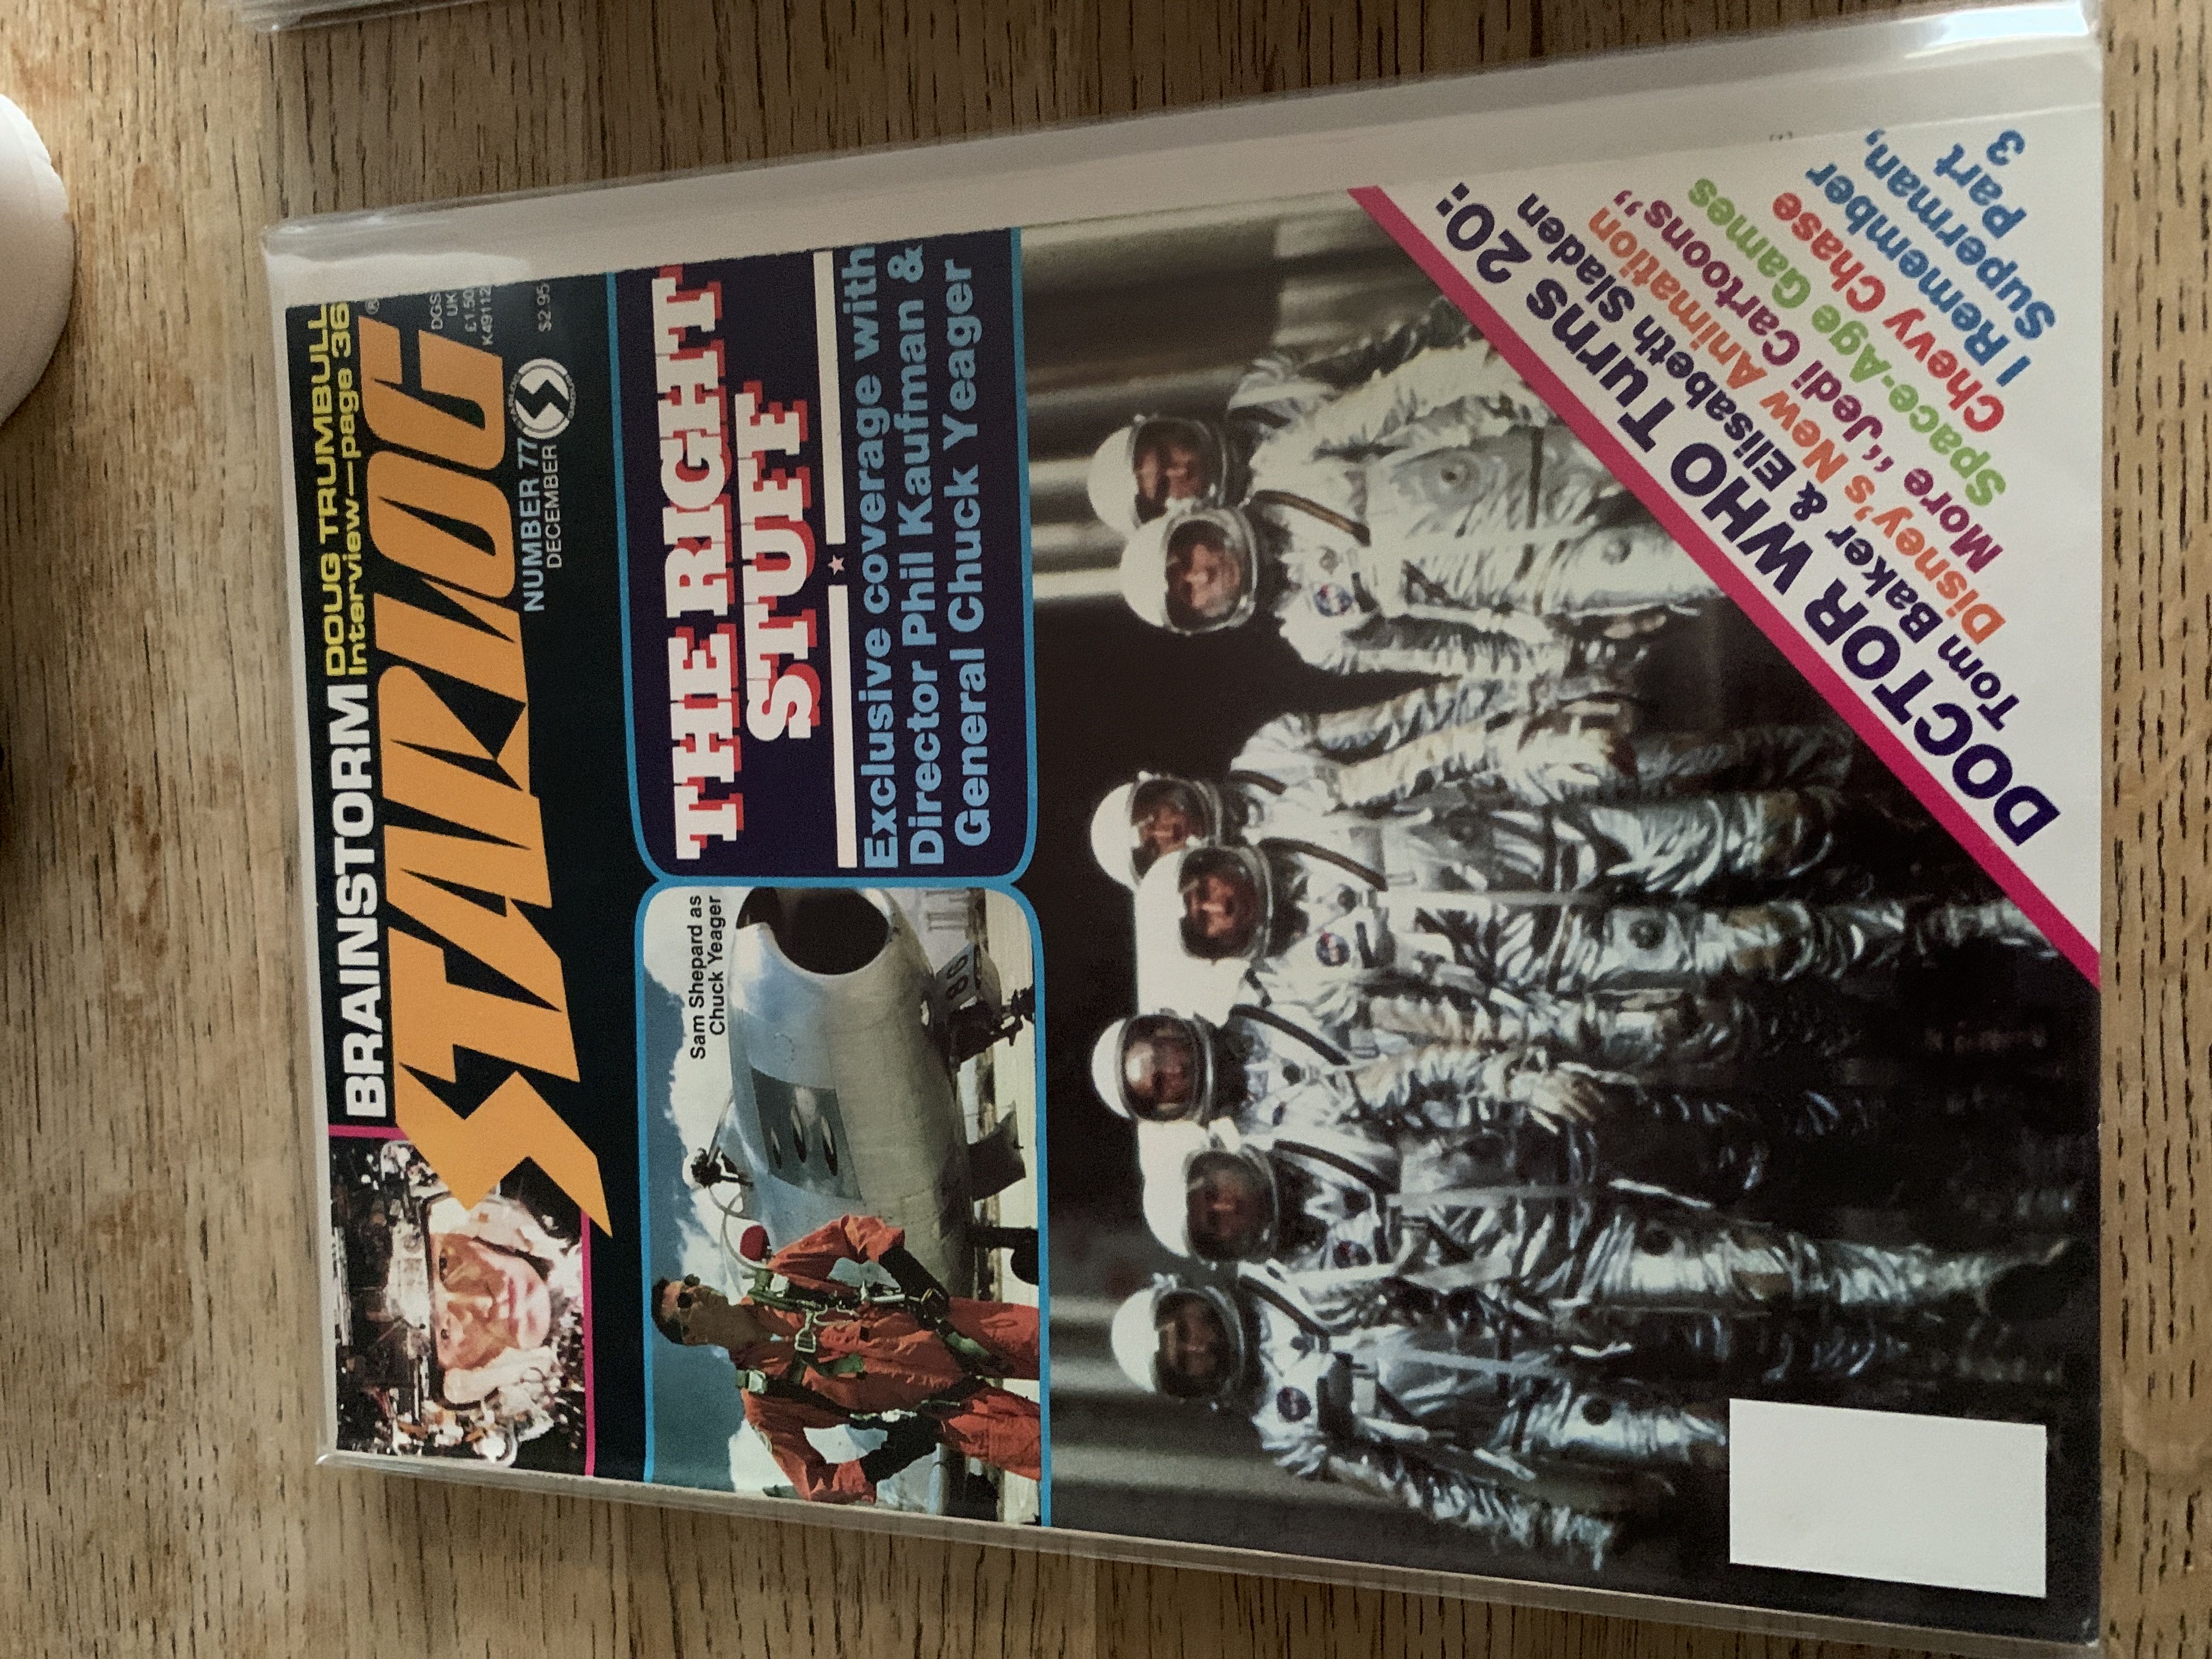 BRAINSTORM
DOUG TRUMBULL
Interview—page 36
STARLOG®
NUMBER 77
DECEMBER
DGS
UK
£1.50
K49112
$2.95
Sam Shepard as
Chuck Yeager
THE RIGHT
STUFF
Exclusive coverage with
Director Phil Kaufman &
General Chuck Yeager
DOCTOR WHO Turns 20:
Tom Baker & Elisabeth Sladen
Disney's New Animation
More “Jedi Cartoons”
Space-Age Games
Chevy Chase
I Remember
Superman,
Part
3